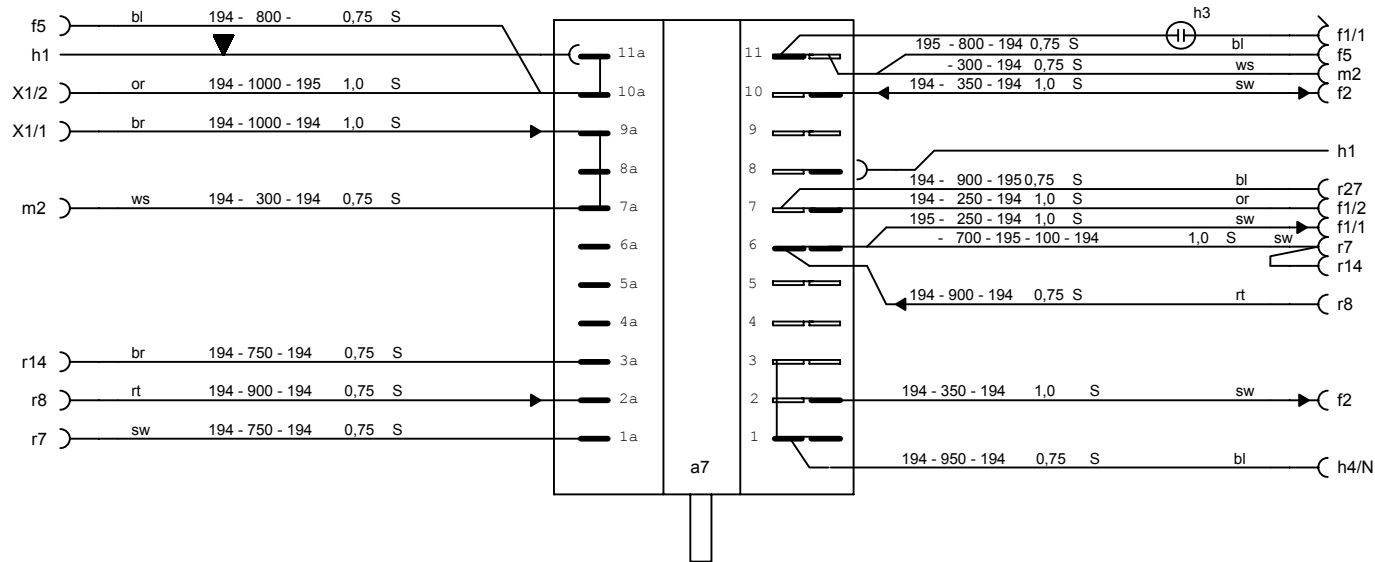 h3
f5 bl 194 - 800 - 0,75 S
f1/1
195 - 800 - 194 0,75 S bl f5
h1 11a 11
- 300 - 194 0,75 S ws m2
X1/2 or 194 - 1000 - 195 1,0 S 10a 10 194 - 350 - 194 1,0 S sw f2
X1/1 br 194 - 1000 - 194 1,0 S 9a 9
h1
8a 8
194 - 900 - 195 0,75 S bl r27
m2 ws 194 - 300 - 194 0,75 S 7a 7 194 - 250 - 194 1,0 S or f1/2
195 - 250 - 194 1,0 S sw f1/1
6a 6 - 700 - 195 - 100 - 194 1,0 S sw r7
r14
5a 5
194 - 900 - 194 0,75 S rt r8
4a 4
r14 br 194 - 750 - 194 0,75 S 3a 3
r8 rt 194 - 900 - 194 0,75 S 2a 2 194 - 350 - 194 1,0 S sw f2
r7 sw 194 - 750 - 194 0,75 S 1a 1
a7 194 - 950 - 194 0,75 S bl h4/N